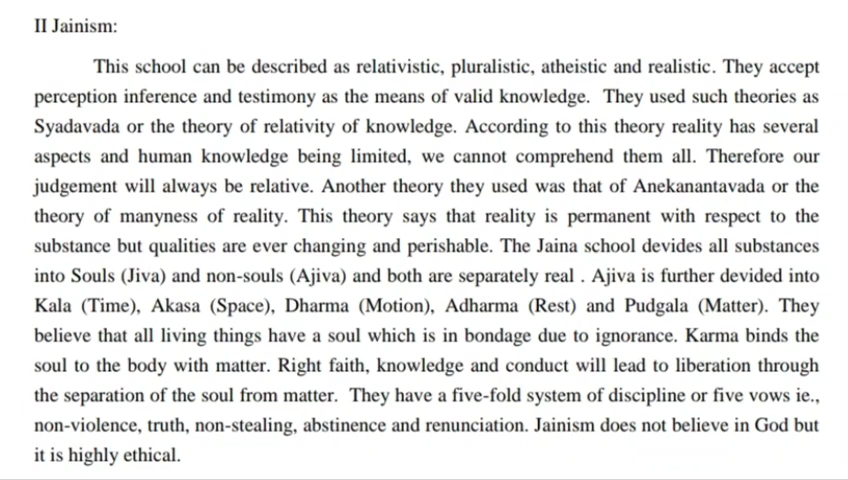 II Jainism:
This school can be described as relativistic, pluralistic, atheistic and realistic. They accept
perception inference and testimony as the means of valid knowledge. They used such theories as
Syadavada or the theory of relativity of knowledge. According to this theory reality has several
aspects and human knowledge being limited, we cannot comprehend them all. Therefore our
judgement will always be relative. Another theory they used was that of Anekanantavada or the
theory of manyness of reality. This theory says that reality is permanent with respect to the
substance but qualities are ever changing and perishable. The Jaina school devides all substances
into Souls (Jiva) and non-souls (Ajiva) and both are separately real . Ajiva is further devided into
Kala (Time), Akasa (Space), Dharma (Motion), Adharma (Rest) and Pudgala (Matter). They
believe that all living things have a soul which is in bondage due to ignorance. Karma binds the
soul to the body with matter. Right faith, knowledge and conduct will lead to liberation through
the separation of the soul from matter. They have a five-fold system of discipline or five vows ie.,
non-violence, truth, non-stealing, abstinence and renunciation. Jainism does not believe in God but
it is highly ethical.